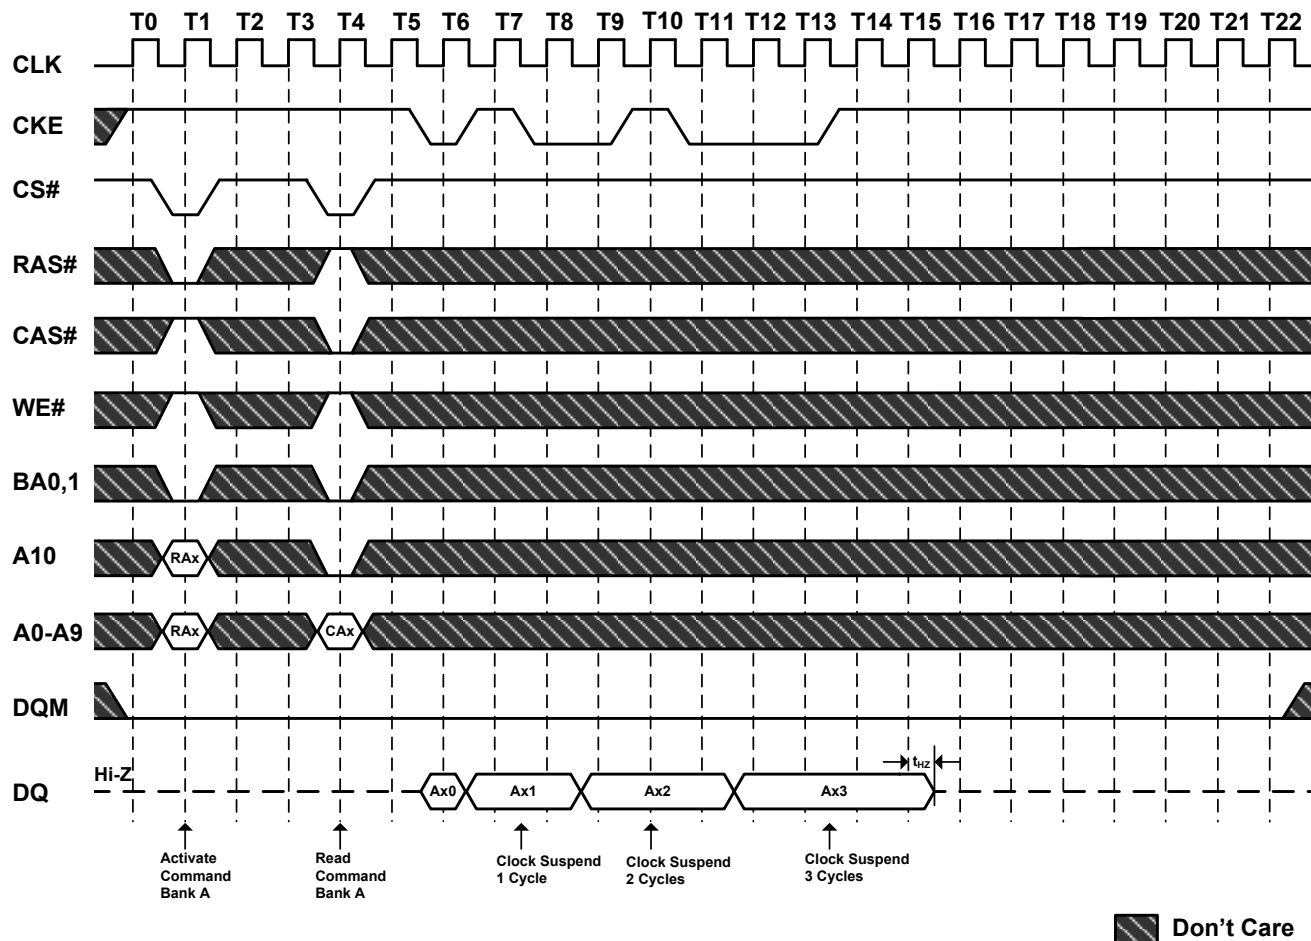 T0 T1 T2 T3 T4 T5 T6 T7 T8 T9 T10 T11 T12 T13 T14 T15 T16 T17 T18 T19 T20 T21 T22
CLK
CKE
CS#
RAS#
CAS#
WE#
BA0,1
A10
RAx
A0-A9
RAx
CAx
DQM
Hi-Z
tHZ
DQ
Ax0
Ax1
Ax2
Ax3
Activate
Command
Bank A
Read
Command
Bank A
Clock Suspend
1 Cycle
Clock Suspend
2 Cycles
Clock Suspend
3 Cycles
Don't Care